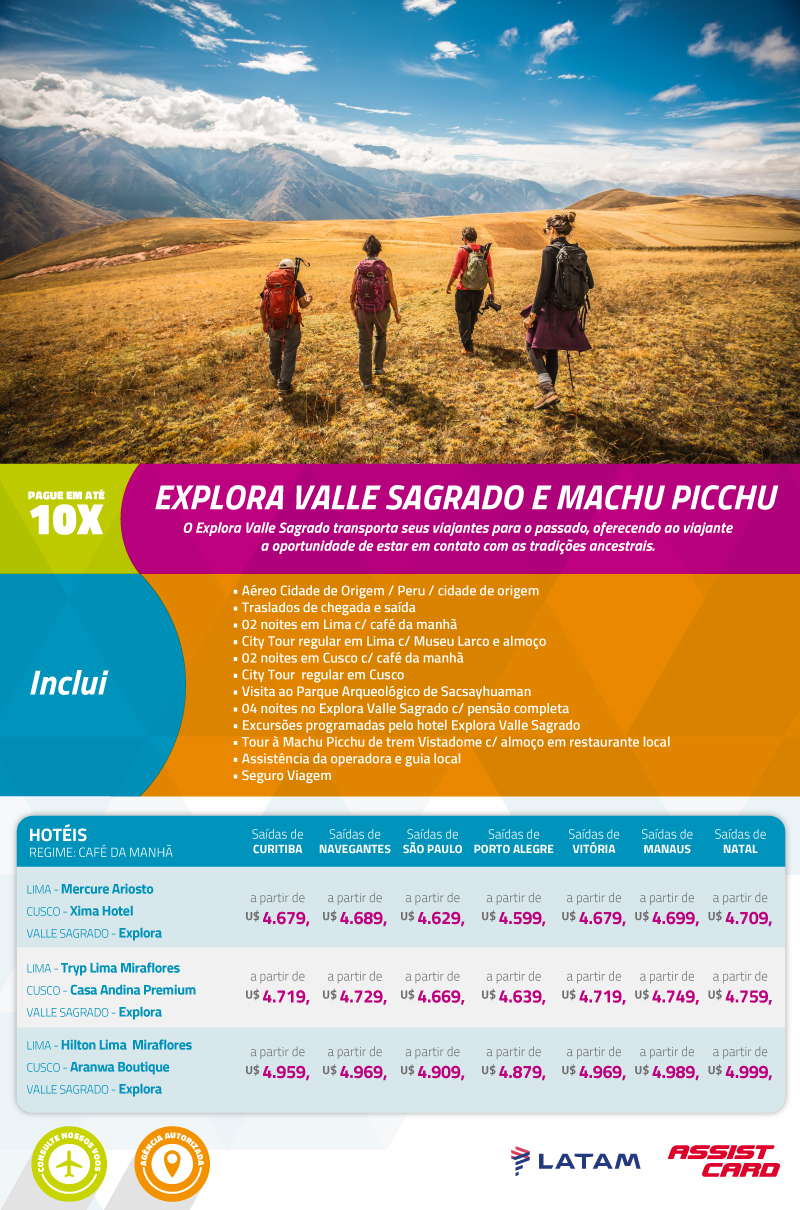 PAGUE EM ATÉ
10X
EXPLORA VALLE SAGRADO E MACHU PICCHU
O Explora Valle Sagrado transporta seus viajantes para o passado, oferecendo ao viajante
a oportunidade de estar em contato com as tradições ancestrais.
Inclui
• Aéreo Cidade de Origem / Peru / cidade de origem
• Traslados de chegada e saída
• 02 noites em Lima c/ café da manhã
• City Tour regular em Lima c/ Museu Larco e almoço
• 02 noites em Cusco c/ café da manhã
• City Tour regular em Cusco
• Visita ao Parque Arqueológico de Sacsayhuaman
• 04 noites no Explora Valle Sagrado c/ pensão completa
• Excursões programadas pelo hotel Explora Valle Sagrado
• Tour à Machu Picchu de trem Vistadome c/ almoço em restaurante local
• Assistência da operadora e guia local
• Seguro Viagem
HOTÉIS
REGIME: CAFÉ DA MANHÃ
Saídas de CURITIBA
Saídas de NAVEGANTES
Saídas de SÃO PAULO
Saídas de PORTO ALEGRE
Saídas de VITÓRIA
Saídas de MANAUS
Saídas de NATAL
LIMA - Mercure Ariosto
CUSCO - Xima Hotel
VALLE SAGRADO - Explora
a partir de a partir de a partir de a partir de a partir de a partir de a partir de
U$ 4.679, U$ 4.689, U$ 4.629, U$ 4.599, U$ 4.679, U$ 4.699, U$ 4.709,
LIMA - Tryp Lima Miraflores
CUSCO - Casa Andina Premium
VALLE SAGRADO - Explora
a partir de a partir de a partir de a partir de a partir de a partir de a partir de
U$ 4.719, U$ 4.729, U$ 4.669, U$ 4.639, U$ 4.719, U$ 4.749, U$ 4.759,
LIMA - Hilton Lima Miraflores
CUSCO - Aranwa Boutique
VALLE SAGRADO - Explora
a partir de a partir de a partir de a partir de a partir de a partir de a partir de
U$ 4.959, U$ 4.969, U$ 4.909, U$ 4.879, U$ 4.969, U$ 4.989, U$ 4.999,
CONSULTE NOSSOS VOOS
AGÊNCIA AUTORIZADA
LATAM
ASSIST
CARD